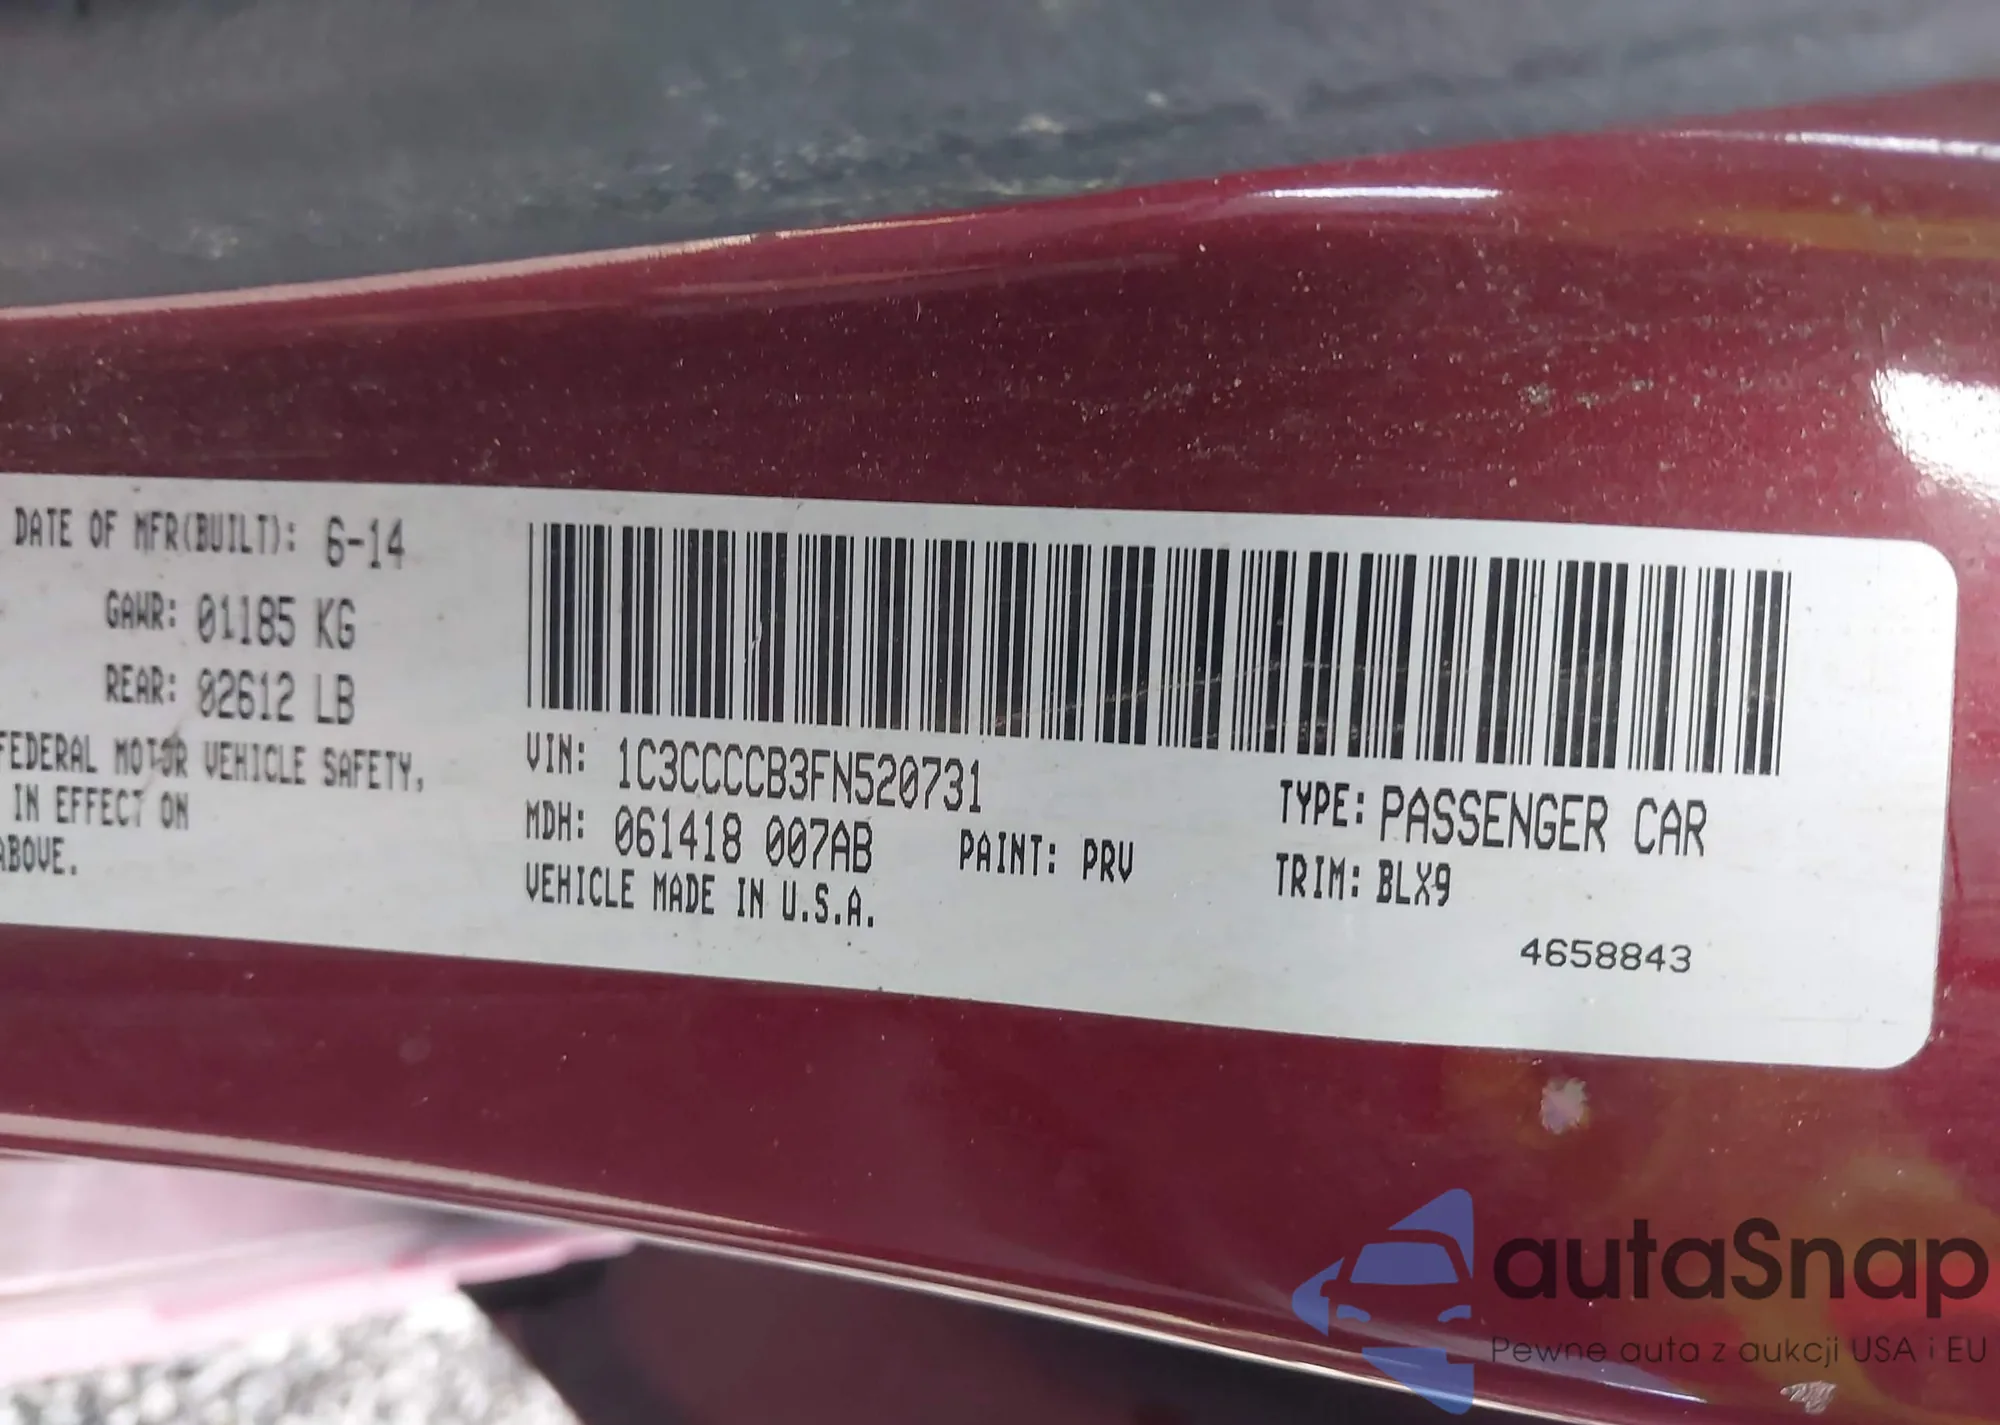 DATE OF MFR(BUILT): 6-14
GAWR: 01185 KG
REAR: 02612 LB
FEDERAL MOTOR VEHICLE SAFETY,
IN EFFECT ON
ABOVE.
VIN: 1C3CCCCB3FN520731
MDH: 061418 007AB PAINT: PRV
VEHICLE MADE IN U.S.A.
TYPE: PASSENGER CAR
TRIM: BLX9
4658843
autaSnap
Pewne auta z aukcji USA i EU